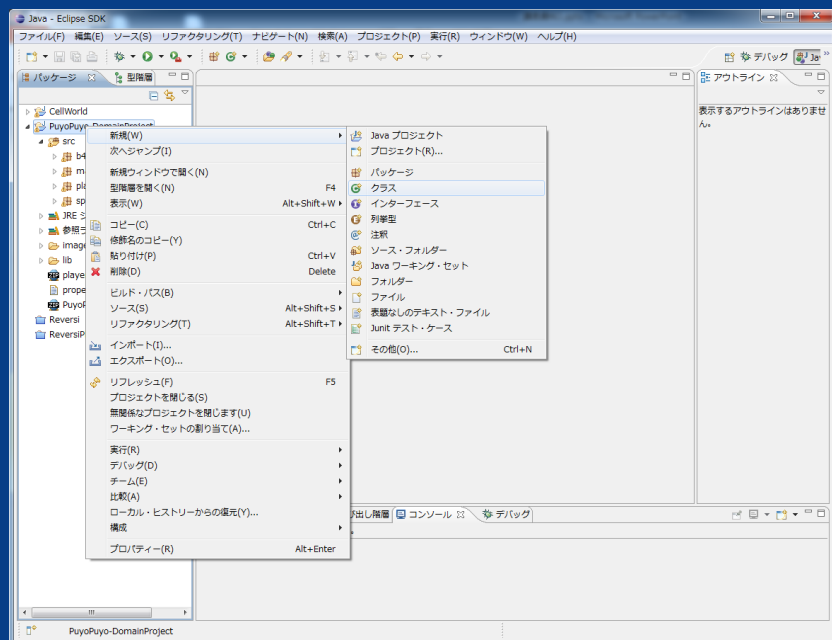 Java - Eclipse SDK
ファイル(F) 編集(E) ソース(S) リファクタリング(T) ナビゲート(N) 検索(A) プロジェクト(P) 実行(R) ウィンドウ(W) ヘルプ(H)
デバッグ Ja
パッケージ 型階層
アウトライン
表示するアウトラインはありません。
CellWorld
PuyoPuyo-DomainProject
src
b4
JRE
lib
Reversi
新規(W)
次へジャンプ(I)
新規ウィンドウで開く(N)
型階層を開く(N) F4
表示(W) Alt+Shift+W
コピー(C) Ctrl+C
修飾名のコピー(Y)
貼り付け(P) Ctrl+V
削除(D) Delete
ビルド・パス(B)
ソース(S) Alt+Shift+S
リファクタリング(T) Alt+Shift+T
インポート(I)...
エクスポート(O)...
リフレッシュ(F) F5
プロジェクトを閉じる(S)
無関係なプロジェクトを閉じます(U)
ワーキング・セットの割り当て(A)...
実行(R)
デバッグ(D)
チーム(E)
比較(A)
ローカル・ヒストリーからの復元(Y)...
構成
プロパティー(R) Alt+Enter
Java プロジェクト
プロジェクト(R)...
パッケージ
クラス
インターフェース
列挙型
注釈
ソース・フォルダー
Java ワーキング・セット
フォルダー
ファイル
表題なしのテキスト・ファイル
Junit テスト・ケース
その他(O)... Ctrl+N
び出し階層 コンソール デバッグ
PuyoPuyo-DomainProject